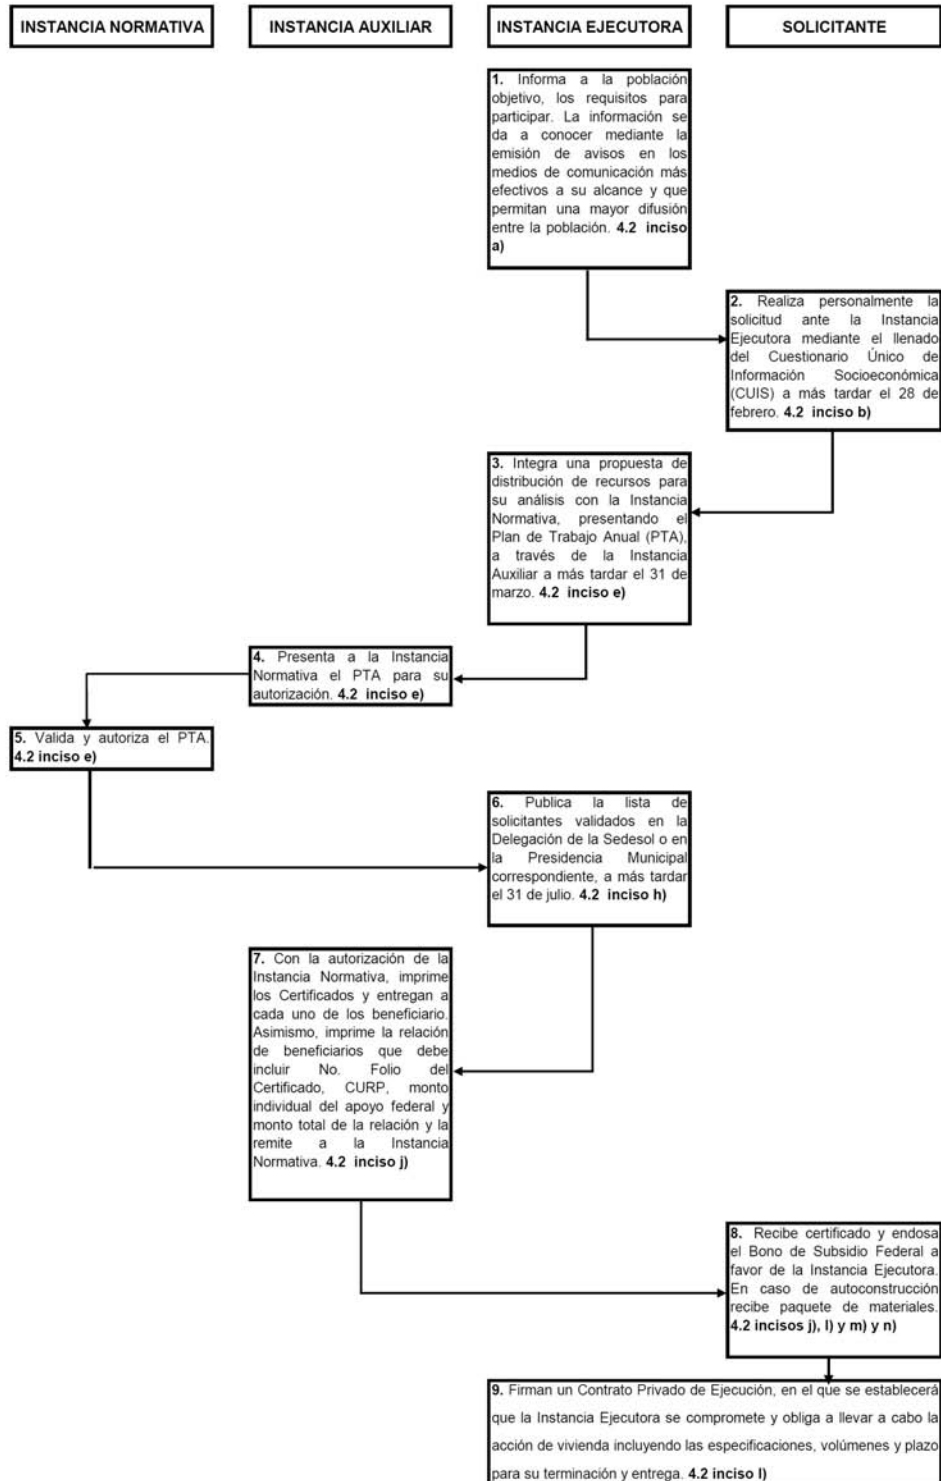 INSTANCIA NORMATIVA
INSTANCIA AUXILIAR
INSTANCIA EJECUTORA
SOLICITANTE
1. Informa a la población
objetivo, los requisitos para
participar. La información se
da a conocer mediante la
emisión de avisos en los
medios de comunicación más
efectivos a su alcance y que
permitan una mayor difusión
entre la población. 4.2 inciso
a)
2. Realiza personalmente la
solicitud ante la Instancia
Ejecutora mediante el llenado
del Cuestionario Único de
Información Socioeconómica
(CUIS) a más tardar el 28 de
febrero. 4.2 inciso b)
3. Integra una propuesta de
distribución de recursos para
su análisis con la Instancia
Normativa, presentando el
Plan de Trabajo Anual (PTA),
a través de la Instancia
Auxiliar a más tardar el 31 de
marzo. 4.2 inciso e)
4. Presenta a la Instancia
Normativa el PTA para su
autorización. 4.2 inciso e)
5. Valida y autoriza el PTA.
4.2 inciso e)
6. Publica la lista de
solicitantes validados en la
Delegación de la Sedesol o en
la Presidencia Municipal
correspondiente, a más tardar
el 31 de julio. 4.2 inciso h)
7. Con la autorización de la
Instancia Normativa, imprime
los Certificados y entregan a
cada uno de los beneficiario.
Asimismo, imprime la relación
de beneficiarios que debe
incluir No. Folio del
Certificado, CURP, monto
individual del apoyo federal y
monto total de la relación y la
remite a la Instancia
Normativa. 4.2 inciso j)
8. Recibe certificado y endosa
el Bono de Subsidio Federal a
favor de la Instancia Ejecutora.
En caso de autoconstrucción
recibe paquete de materiales.
4.2 incisos j), l) y m) y n)
9. Firman un Contrato Privado de Ejecución, en el que se establecerá
que la Instancia Ejecutora se compromete y obliga a llevar a cabo la
acción de vivienda incluyendo las especificaciones, volúmenes y plazo
para su terminación y entrega. 4.2 inciso l)